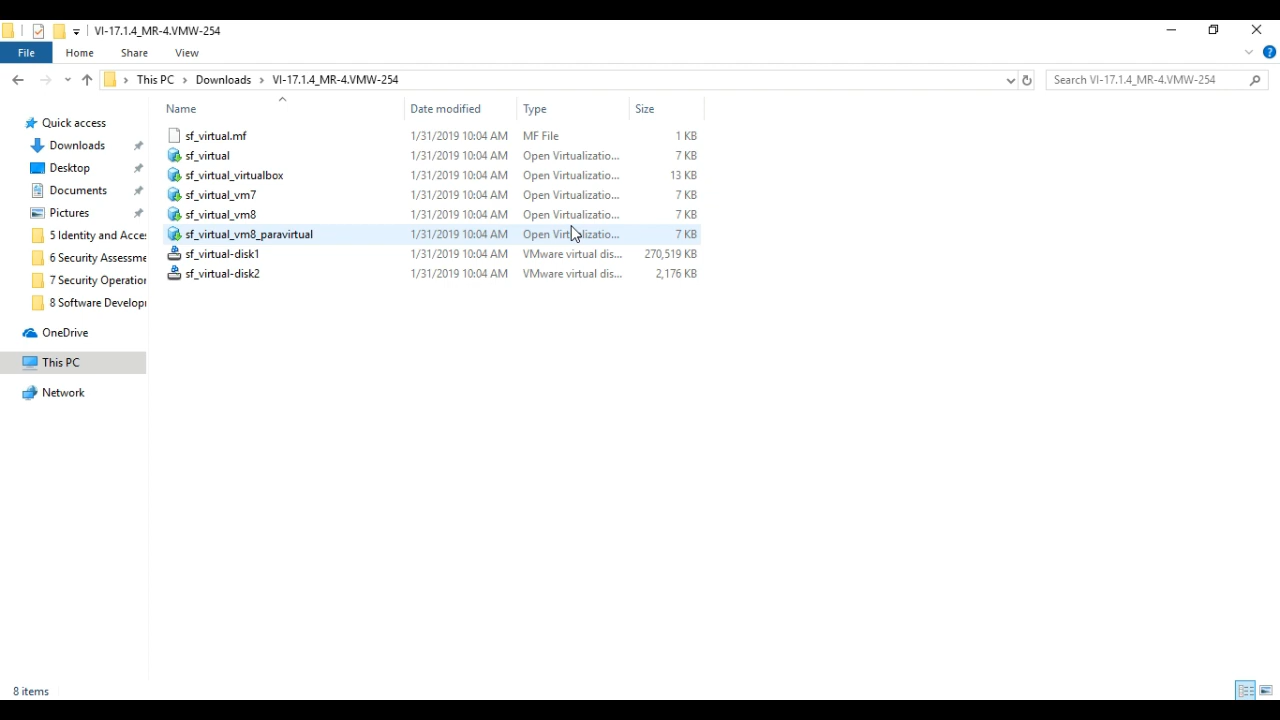 VI-17.1.4_MR-4.VMW-254
File Home Share View
This PC > Downloads > VI-17.1.4_MR-4.VMW-254 Search VI-17.1.4_MR-4.VMW-254
Name Date modified Type Size
Quick access
Downloads
Desktop
Documents
Pictures
5 Identity and Acce
6 Security Assessme
7 Security Operation
8 Software Develop
OneDrive
This PC
Network
sf_virtual.mf 1/31/2019 10:04 AM MF File 1 KB
sf_virtual 1/31/2019 10:04 AM Open Virtualizatio... 7 KB
sf_virtual_virtualbox 1/31/2019 10:04 AM Open Virtualizatio... 13 KB
sf_virtual_vm7 1/31/2019 10:04 AM Open Virtualizatio... 7 KB
sf_virtual_vm8 1/31/2019 10:04 AM Open Virtualizatio... 7 KB
sf_virtual_vm8_paravirtual 1/31/2019 10:04 AM Open Virtualizatio... 7 KB
sf_virtual-disk1 1/31/2019 10:04 AM VMware virtual dis... 270,519 KB
sf_virtual-disk2 1/31/2019 10:04 AM VMware virtual dis... 2,176 KB
8 items